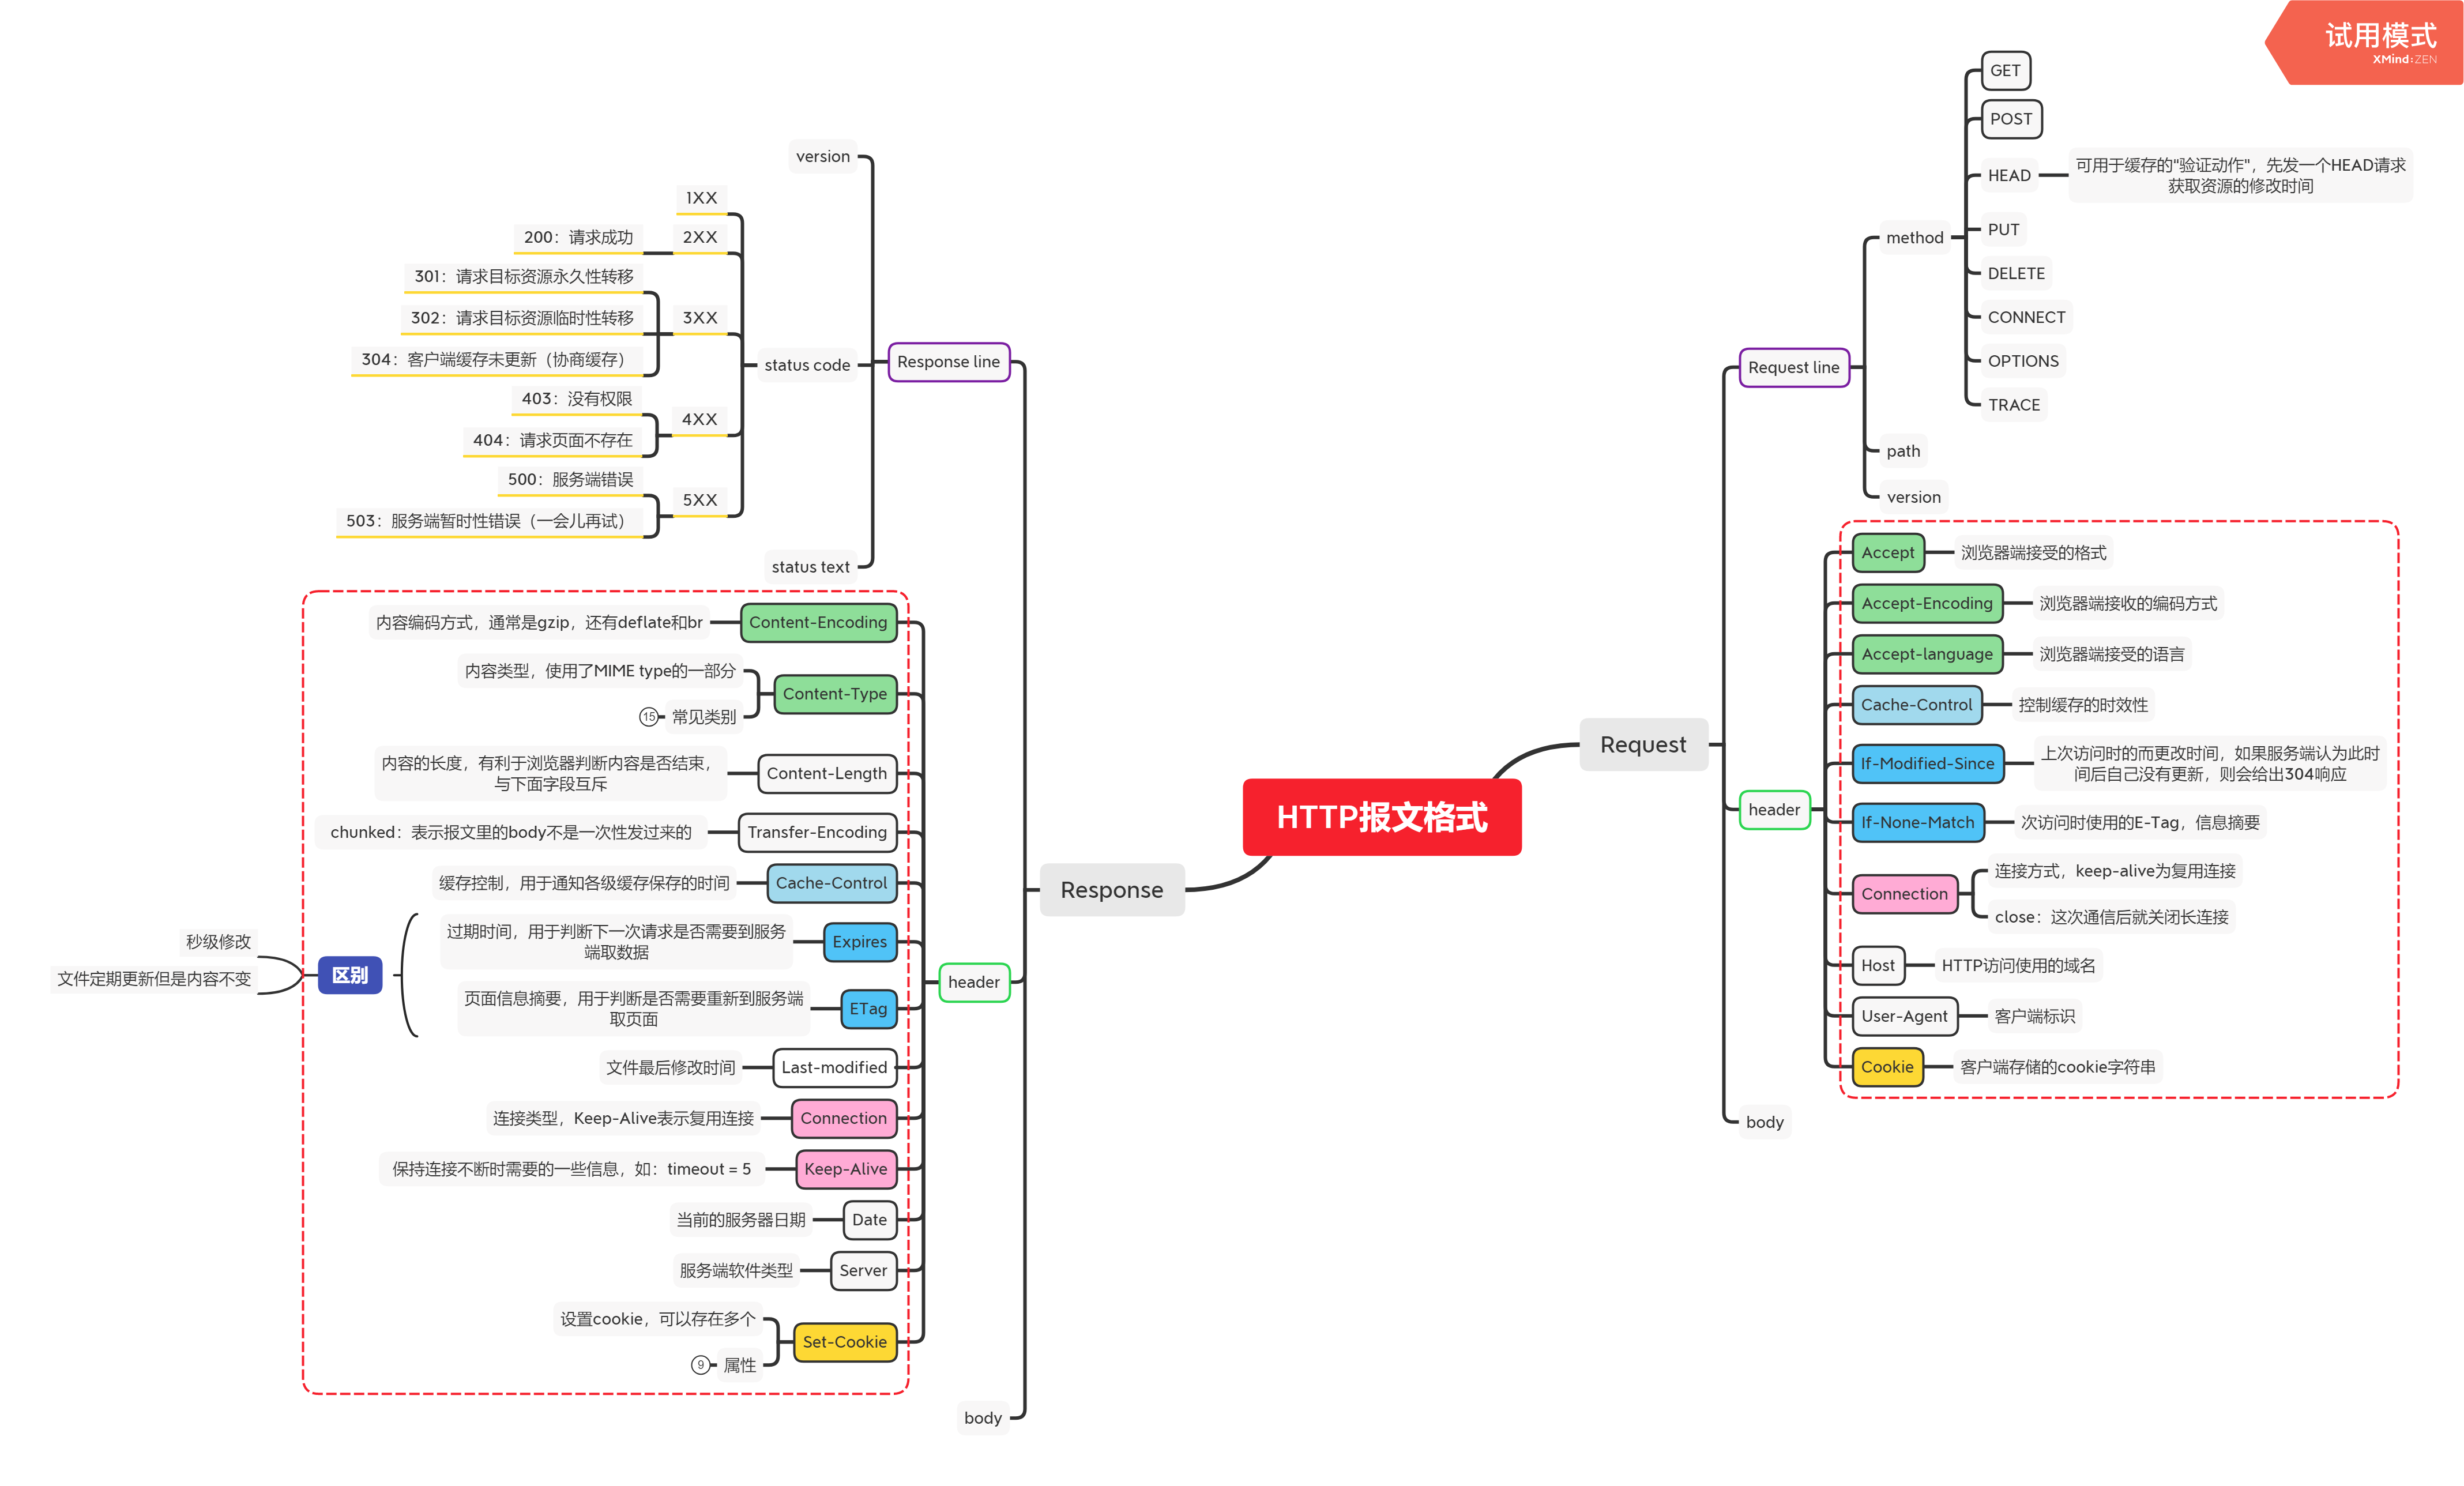 试用模式
XMind:ZEN
HTTP报文格式
Request
Request line
method
GET
POST
HEAD
可用于缓存的"验证动作"，先发一个HEAD请求
获取资源的修改时间
PUT
DELETE
CONNECT
OPTIONS
TRACE
path
version
header
Accept
浏览器端接受的格式
Accept-Encoding
浏览器端接收的编码方式
Accept-language
浏览器端接受的语言
Cache-Control
控制缓存的时效性
If-Modified-Since
上次访问时的而更改时间，如果服务端认为此时
间后自己没有更新，则会给出304响应
If-None-Match
次访问时使用的E-Tag，信息摘要
Connection
连接方式，keep-alive为复用连接
close：这次通信后就关闭长连接
Host
HTTP访问使用的域名
User-Agent
客户端标识
Cookie
客户端存储的cookie字符串
body
Response
Response line
version
status code
1XX
2XX
200：请求成功
3XX
301：请求目标资源永久性转移
302：请求目标资源临时性转移
304：客户端缓存未更新（协商缓存）
4XX
403：没有权限
404：请求页面不存在
5XX
500：服务端错误
503：服务端暂时性错误（一会儿再试）
status text
header
Content-Encoding
内容编码方式，通常是gzip，还有deflate和br
Content-Type
内容类型，使用了MIME type的一部分
常见类别
15
Content-Length
内容的长度，有利于浏览器判断内容是否结束，
与下面字段互斥
Transfer-Encoding
chunked：表示报文里的body不是一次性发过来的
Cache-Control
缓存控制，用于通知各级缓存保存的时间
Expires
过期时间，用于判断下一次请求是否需要到服务
端取数据
ETag
页面信息摘要，用于判断是否需要重新到服务端
取页面
区别
秒级修改
文件定期更新但是内容不变
Last-modified
文件最后修改时间
Connection
连接类型，Keep-Alive表示复用连接
Keep-Alive
保持连接不断时需要的一些信息，如：timeout = 5
Date
当前的服务器日期
Server
服务端软件类型
Set-Cookie
设置cookie，可以存在多个
属性
9
body